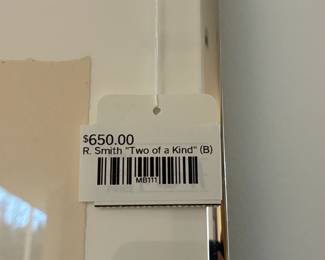 $650.00
R. Smith "Two of a Kind" (B)
MB111